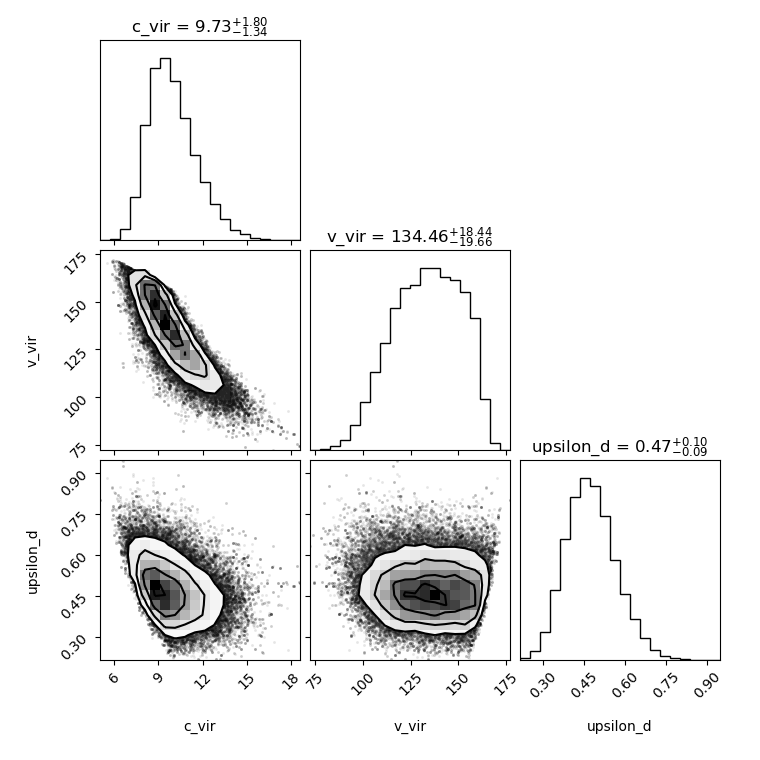 c_vir = 9.73+1.80−1.34
v_vir = 134.46+18.44−19.66
175
150
125
100
75
v_vir
upsilon_d = 0.47+0.10−0.09
0.90
0.75
0.60
0.45
0.30
upsilon_d
6 9 12 15 18
75 100 125 150 175
0.30 0.45 0.60 0.75 0.90
c_vir
v_vir
upsilon_d